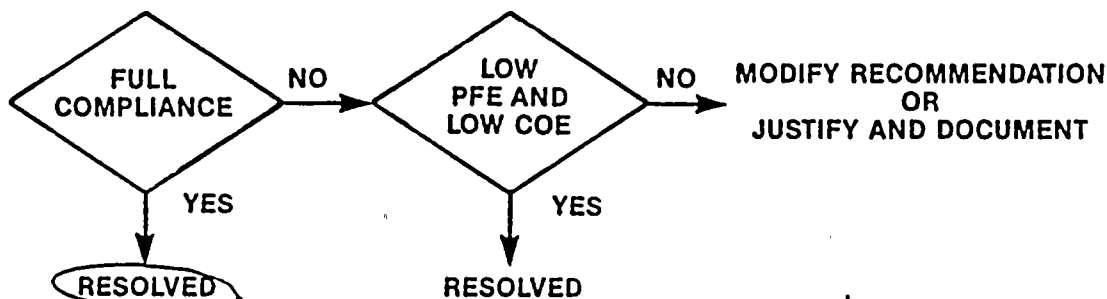 FULL
COMPLIANCE
NO
LOW
PFE AND
LOW COE
NO
MODIFY RECOMMENDATION
OR
JUSTIFY AND DOCUMENT
YES
YES
RESOLVED
RESOLVED